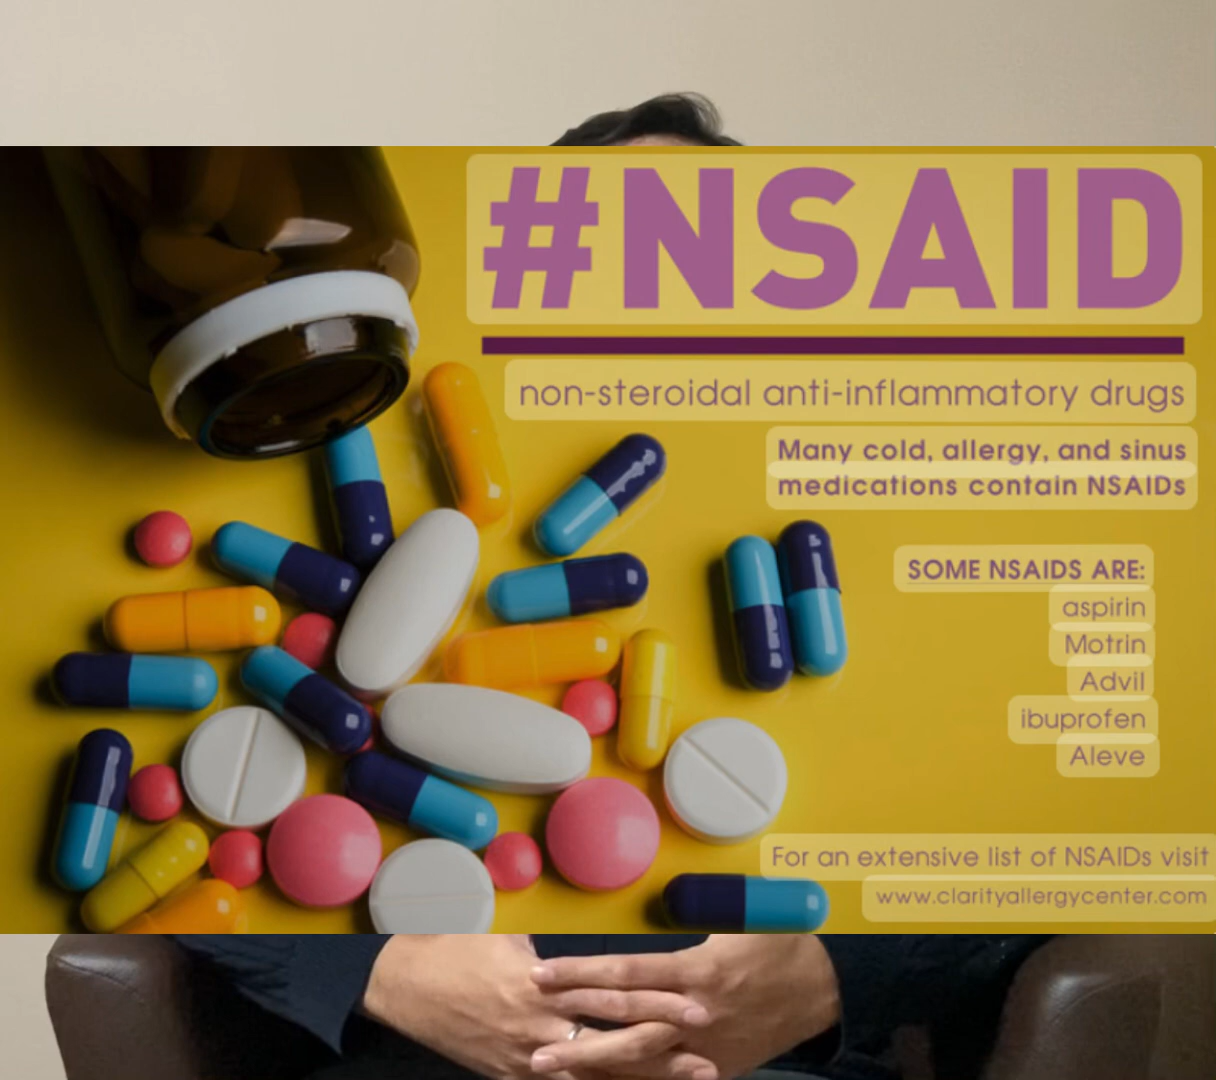 #NSAID
non-steroidal anti-inflammatory drugs
Many cold, allergy, and sinus
medications contain NSAIDs
SOME NSAIDS ARE:
aspirin
Motrin
Advil
ibuprofen
Aleve
For an extensive list of NSAIDs visit
www.clarityallergycenter.com